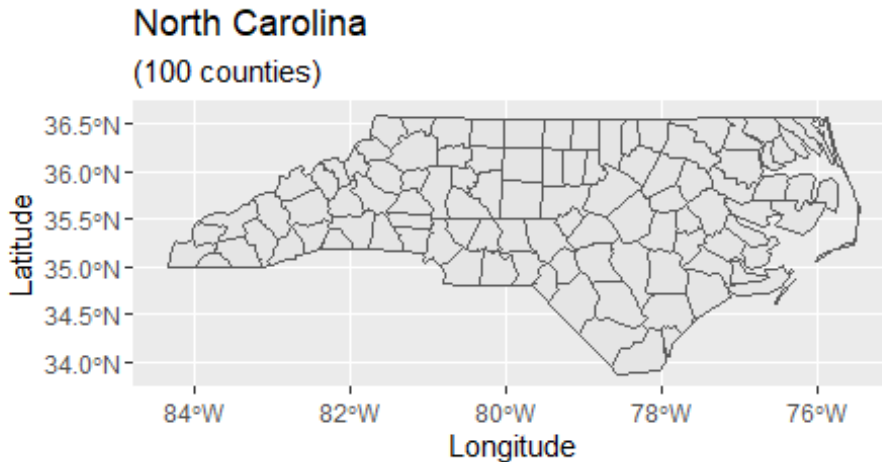 North Carolina
(100 counties)
36.5°N
36.0°N
35.5°N
35.0°N
34.5°N
34.0°N
Latitude
84°W 82°W 80°W 78°W 76°W
Longitude